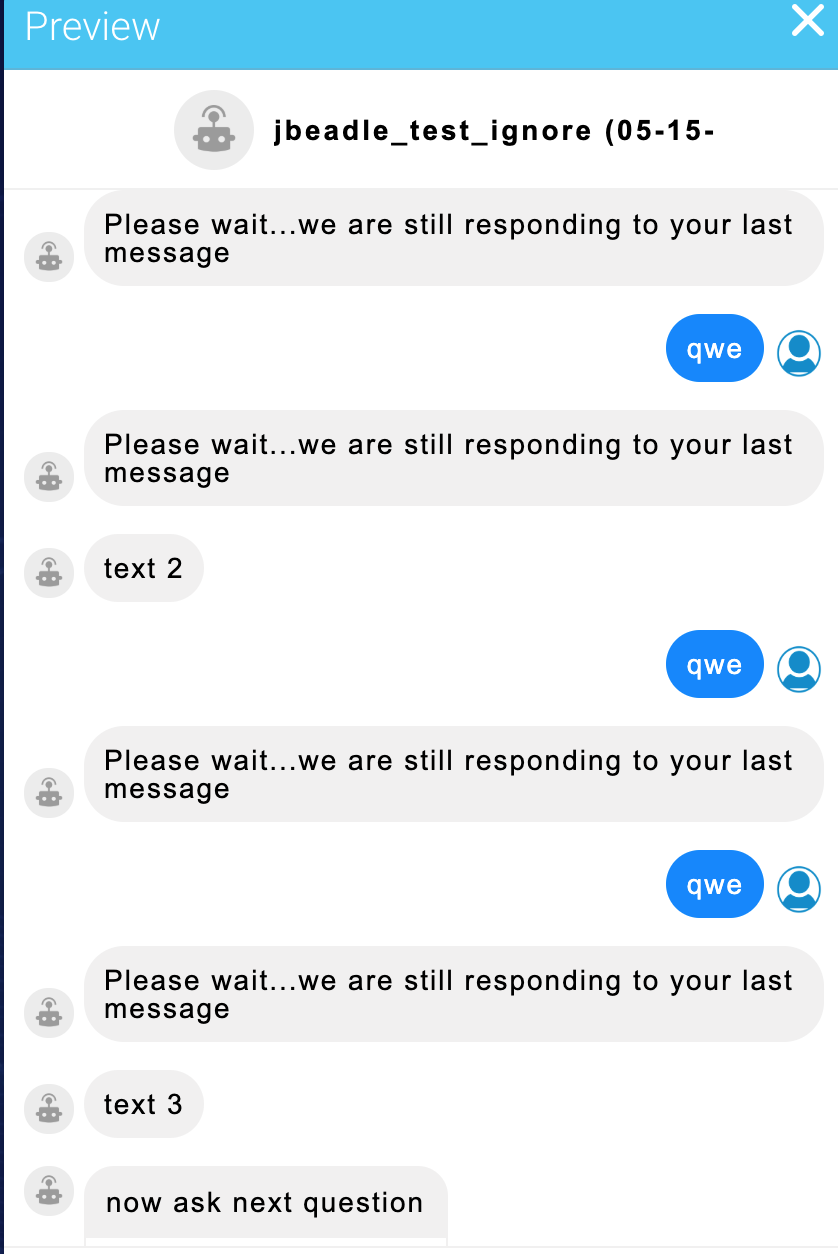 Preview
jbeadle_test_ignore (05-15-
Please wait...we are still responding to your last
message
qwe
Please wait...we are still responding to your last
message
text 2
qwe
Please wait...we are still responding to your last
message
qwe
Please wait...we are still responding to your last
message
text 3
now ask next question